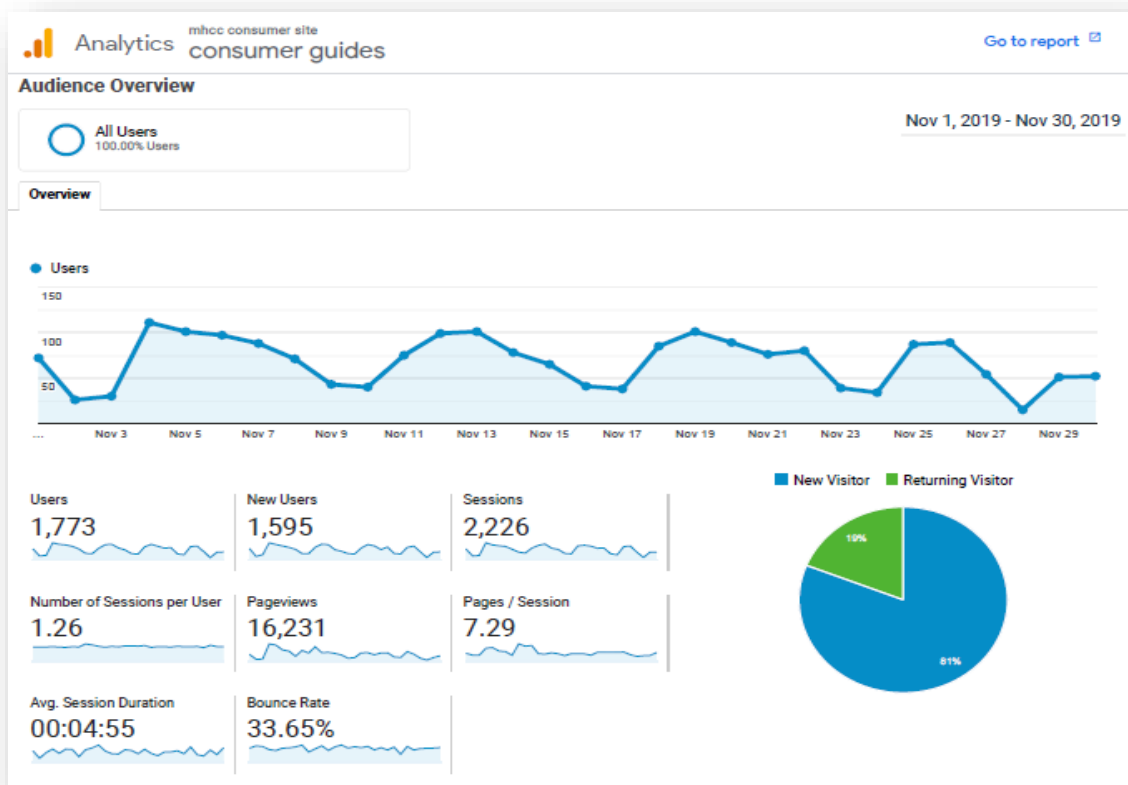 Analytics
mhcc consumer site
consumer guides
Go to report
Audience Overview
All Users
100.00% Users
Nov 1, 2019 - Nov 30, 2019
Overview
Users
150
100
50
...
Nov 3
Nov 5
Nov 7
Nov 9
Nov 11
Nov 13
Nov 15
Nov 17
Nov 19
Nov 21
Nov 23
Nov 25
Nov 27
Nov 29
Users
1,773
New Users
1,595
Sessions
2,226
Number of Sessions per User
1.26
Pageviews
16,231
Pages / Session
7.29
Avg. Session Duration
00:04:55
Bounce Rate
33.65%
New Visitor
Returning Visitor
19%
81%